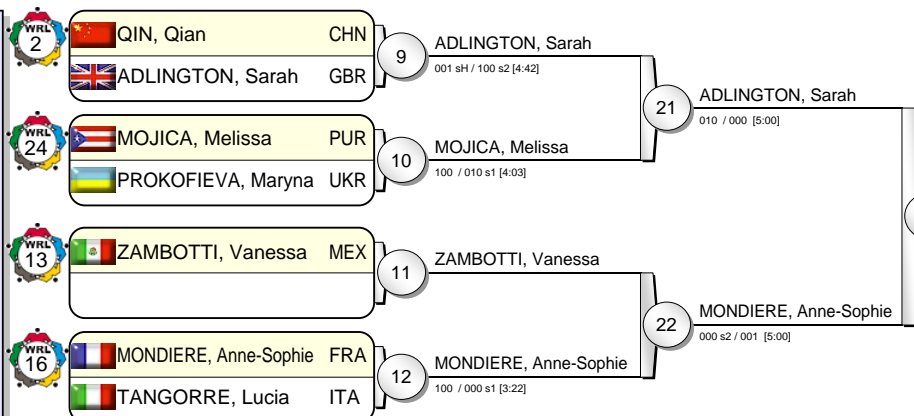 WRL
2
QIN, Qian CHN
ADLINGTON, Sarah GBR
9
ADLINGTON, Sarah
001 sH / 100 s2 [4:42]
21
ADLINGTON, Sarah
010 / 000 [5:00]
WRL
24
MOJICA, Melissa PUR
PROKOFIEVA, Maryna UKR
10
MOJICA, Melissa
100 / 010 s1 [4:03]
WRL
13
ZAMBOTTI, Vanessa MEX
11
ZAMBOTTI, Vanessa
22
MONDIERE, Anne-Sophie
000 s2 / 001 [5:00]
WRL
16
MONDIERE, Anne-Sophie FRA
TANGORRE, Lucia ITA
12
MONDIERE, Anne-Sophie
100 / 000 s1 [3:22]